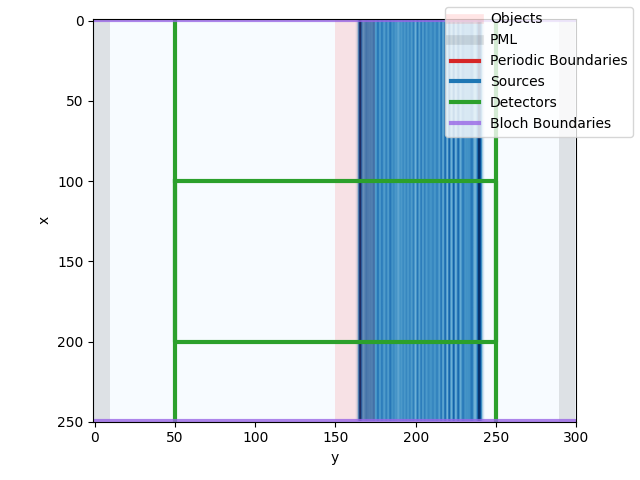 Objects
PML
Periodic Boundaries
Sources
Detectors
Bloch Boundaries
0
50
100
150
200
250
x
0
50
100
150
200
250
300
y